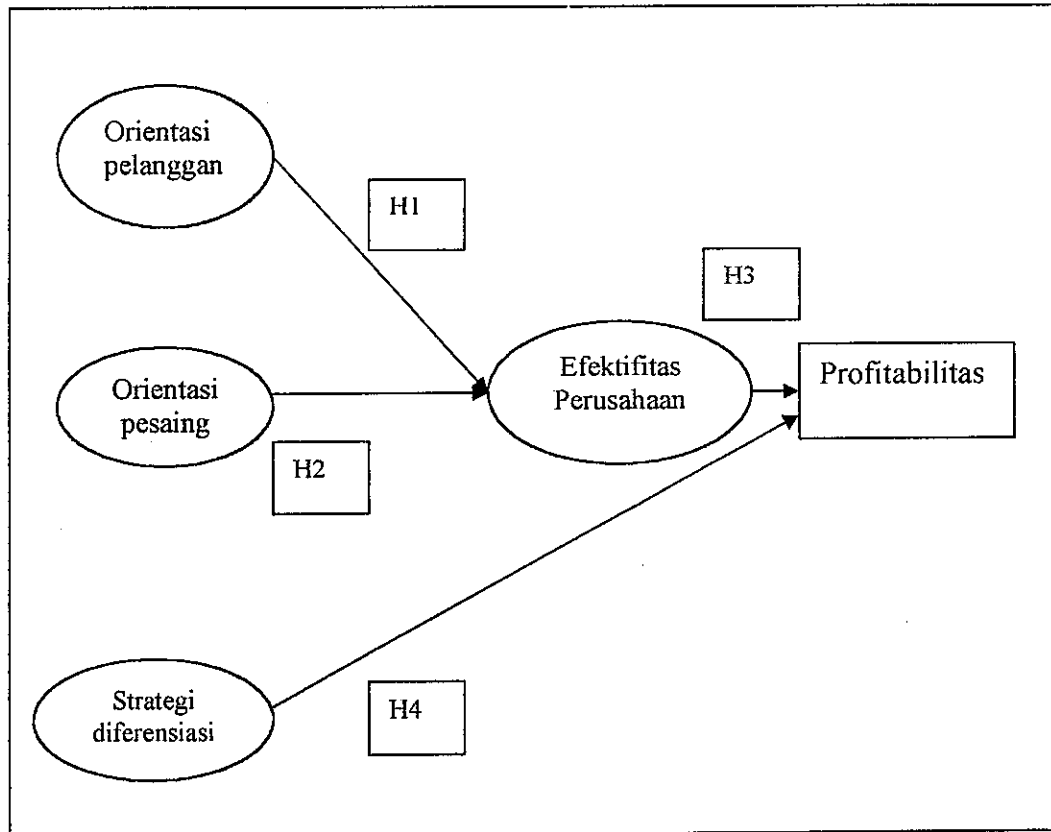 Orientasi
pelanggan
H1
H3
Efektifitas
Perusahaan
Profitabilitas
Orientasi
pesaing
H2
Strategi
diferensiasi
H4